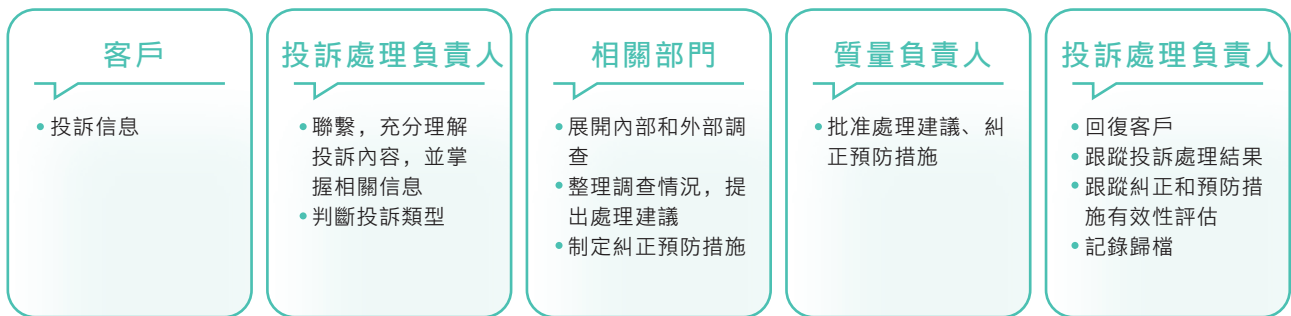 客戶
• 投訴信息
投訴處理負責人
• 聯繫，充分理解
投訴內容，並掌
握相關信息
• 判斷投訴類型
相關部門
• 展開內部和外部調
查
• 整理調查情況，提
出處理建議
• 制定糾正預防措施
質量負責人
• 批准處理建議、糾
正預防措施
投訴處理負責人
• 回復客戶
• 跟蹤投訴處理結果
• 跟蹤糾正和預防措
施有效性評估
• 記錄歸檔